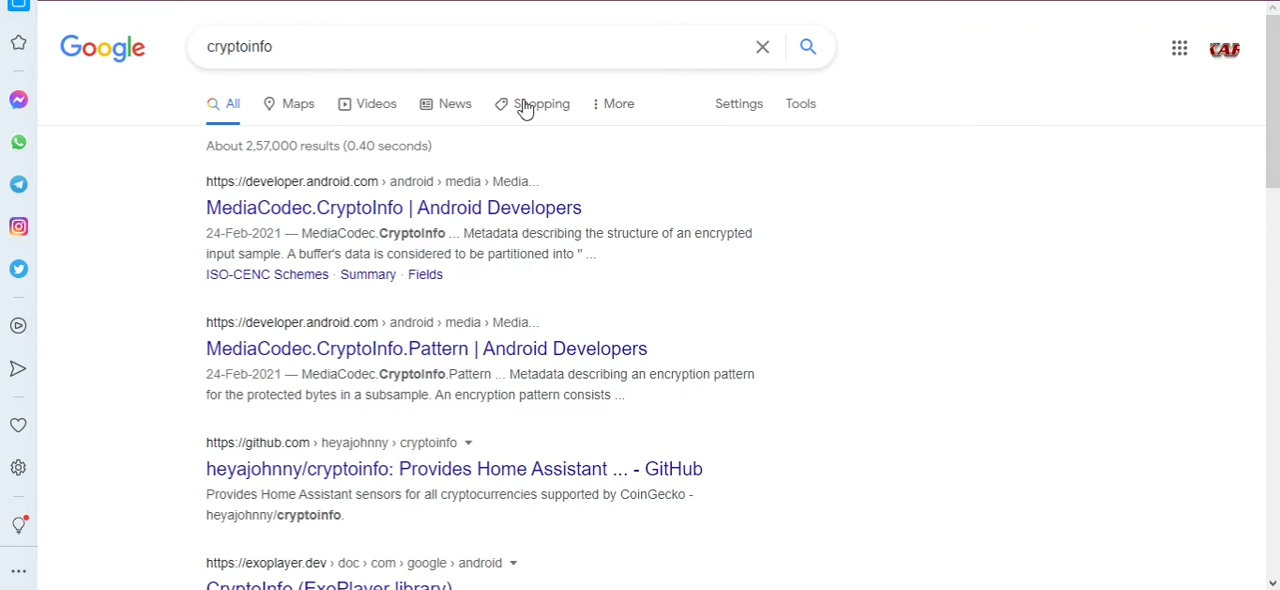 Google
cryptoinfo
All Maps Videos News Shopping More Settings Tools
About 2,57,000 results (0.40 seconds)
https://developer.android.com › android › media › Media...
MediaCodec.CryptoInfo | Android Developers
24-Feb-2021 — MediaCodec.CryptoInfo ... Metadata describing the structure of an encrypted
input sample. A buffer's data is considered to be partitioned into " ...
ISO-CENC Schemes · Summary · Fields
https://developer.android.com › android › media › Media...
MediaCodec.CryptoInfo.Pattern | Android Developers
24-Feb-2021 — MediaCodec.CryptoInfo.Pattern ... Metadata describing an encryption pattern
for the protected bytes in a subsample. An encryption pattern consists ...
https://github.com › heyajohnny › cryptoinfo
heyajohnny/cryptoinfo: Provides Home Assistant ... - GitHub
Provides Home Assistant sensors for all cryptocurrencies supported by CoinGecko -
heyajohnny/cryptoinfo.
https://exoplayer.dev › doc › com › google › android
CryptoInfo (ExoPlayer library)